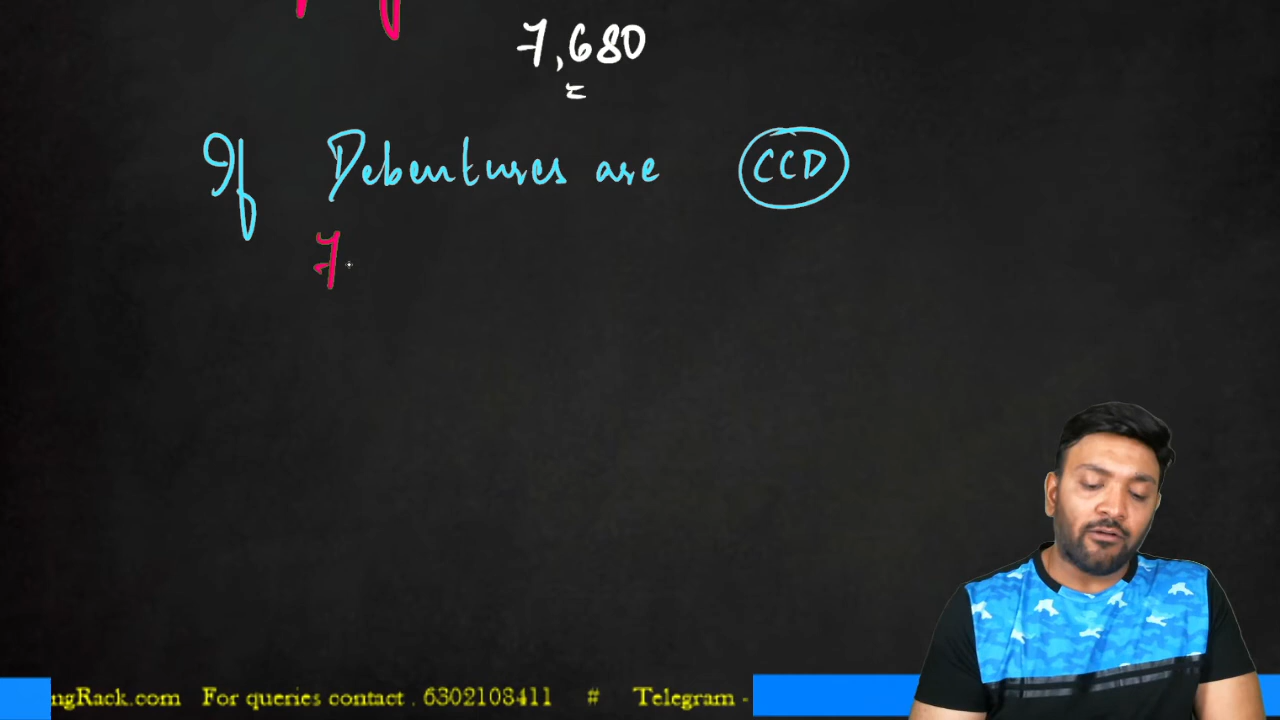 7,680
If Debentures are CCD
7
ngRack.com For queries contact . 6302108411 # Telegram -